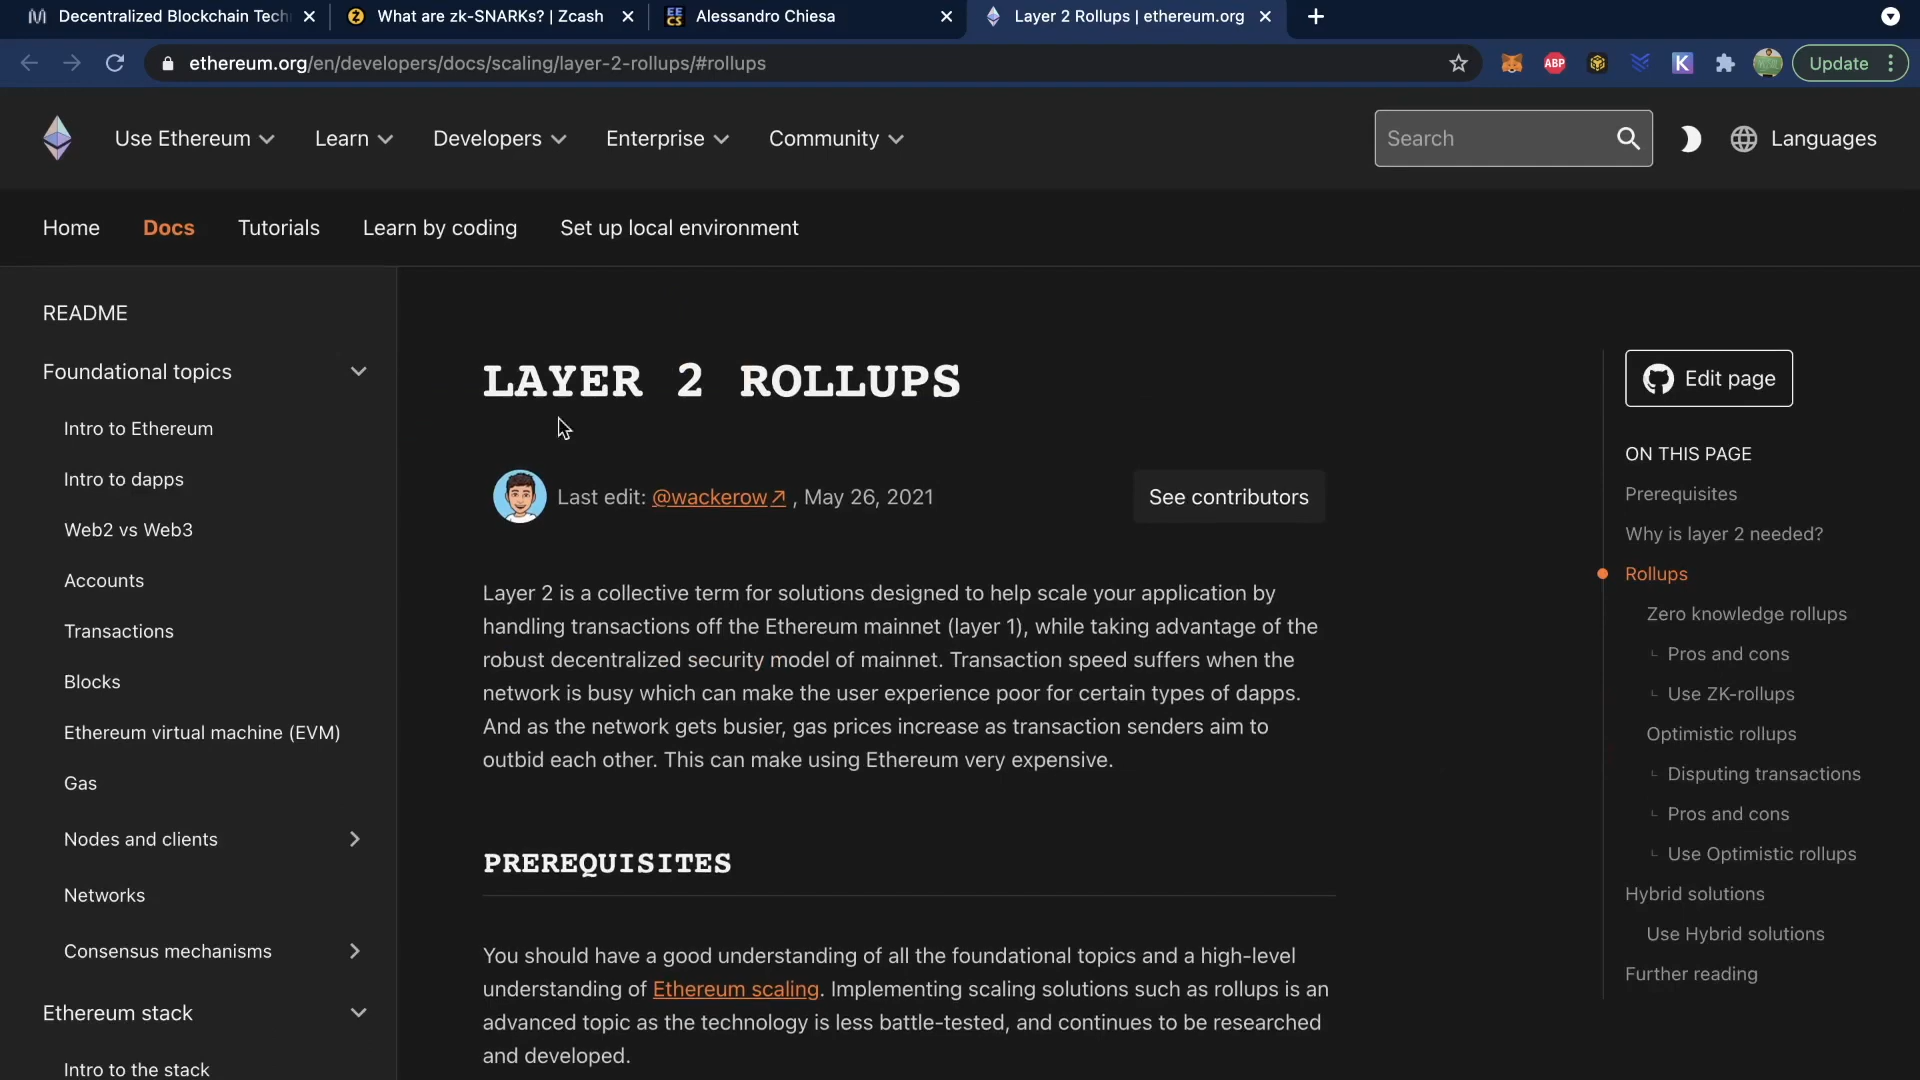 Decentralized Blockchain Tech
What are zk-SNARKs? | Zcash
EECS
Alessandro Chiesa
Layer 2 Rollups | ethereum.org
ethereum.org/en/developers/docs/scaling/layer-2-rollups/#rollups
ABP
K
Update
Use Ethereum
Learn
Developers
Enterprise
Community
Search
Languages
Home
Docs
Tutorials
Learn by coding
Set up local environment
README
Foundational topics
Intro to Ethereum
Intro to dapps
Web2 vs Web3
Accounts
Transactions
Blocks
Ethereum virtual machine (EVM)
Gas
Nodes and clients
Networks
Consensus mechanisms
Ethereum stack
Intro to the stack
LAYER 2 ROLLUPS
Last edit: @wackerow↗ , May 26, 2021
See contributors
Layer 2 is a collective term for solutions designed to help scale your application by
handling transactions off the Ethereum mainnet (layer 1), while taking advantage of the
robust decentralized security model of mainnet. Transaction speed suffers when the
network is busy which can make the user experience poor for certain types of dapps.
And as the network gets busier, gas prices increase as transaction senders aim to
outbid each other. This can make using Ethereum very expensive.
PREREQUISITES
You should have a good understanding of all the foundational topics and a high-level
understanding of Ethereum scaling. Implementing scaling solutions such as rollups is an
advanced topic as the technology is less battle-tested, and continues to be researched
and developed.
Edit page
ON THIS PAGE
Prerequisites
Why is layer 2 needed?
Rollups
Zero knowledge rollups
Pros and cons
Use ZK-rollups
Optimistic rollups
Disputing transactions
Pros and cons
Use Optimistic rollups
Hybrid solutions
Use Hybrid solutions
Further reading